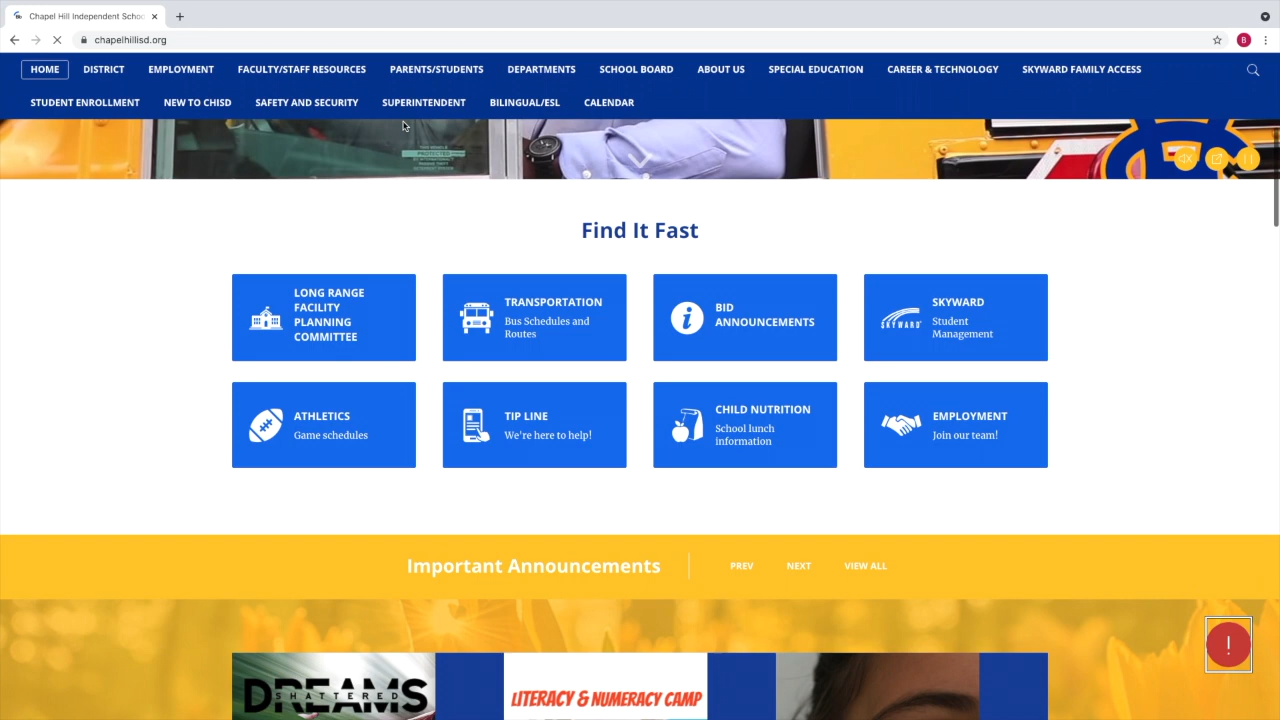 Chapel Hill Independent Schoo
chapelhillisd.org
B
HOME DISTRICT EMPLOYMENT FACULTY/STAFF RESOURCES PARENTS/STUDENTS DEPARTMENTS SCHOOL BOARD ABOUT US SPECIAL EDUCATION CAREER & TECHNOLOGY SKYWARD FAMILY ACCESS
STUDENT ENROLLMENT NEW TO CHISD SAFETY AND SECURITY SUPERINTENDENT BILINGUAL/ESL CALENDAR
Find It Fast
LONG RANGE
FACILITY
PLANNING
COMMITTEE
TRANSPORTATION
Bus Schedules and
Routes
BID
ANNOUNCEMENTS
SKYWARD
SKYWARD
Student
Management
ATHLETICS
Game schedules
TIP LINE
We're here to help!
CHILD NUTRITION
School lunch
information
EMPLOYMENT
Join our team!
Important Announcements PREV NEXT VIEW ALL
!
DREAMS
SHATTERED
LITERACY & NUMERACY CAMP